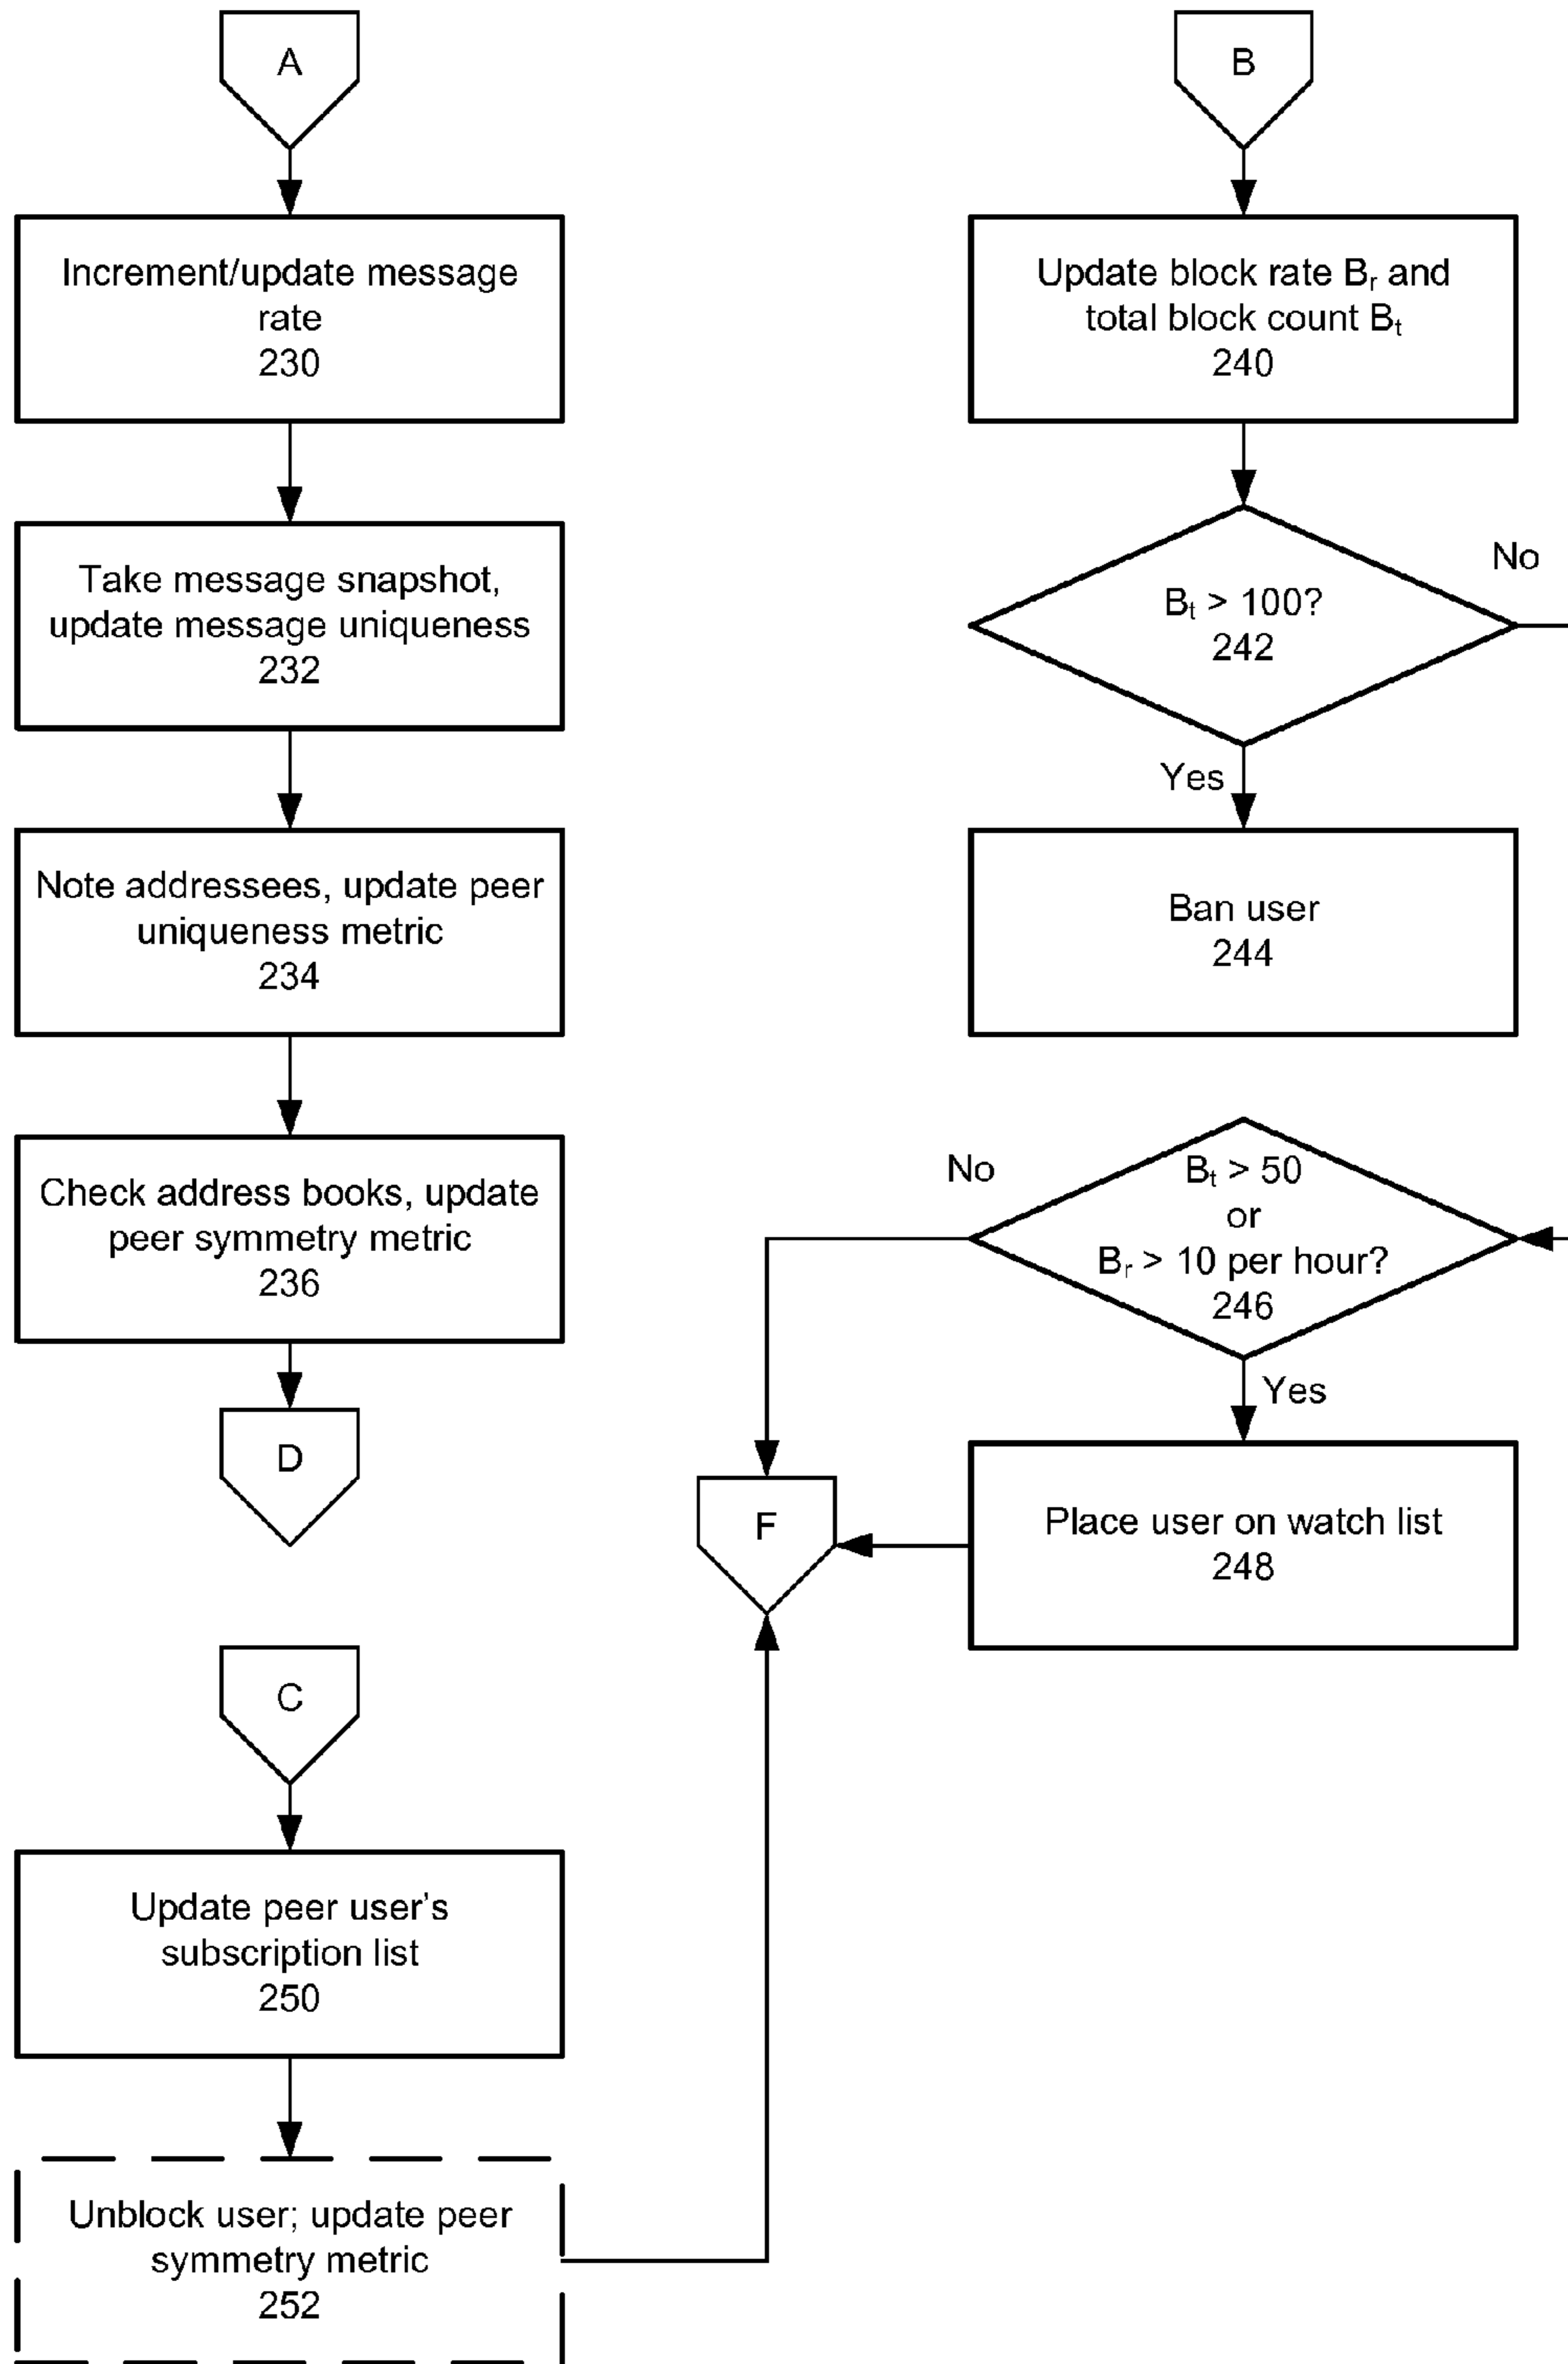 A
Increment/update message
rate
230
Take message snapshot,
update message uniqueness
232
Note addressees, update peer
uniqueness metric
234
Check address books, update
peer symmetry metric
236
D
C
Update peer user’s
subscription list
250
Unblock user; update peer
symmetry metric
252
B
Update block rate Br and
total block count Bt
240
Bt > 100?
242
No
Yes
Ban user
244
Bt > 50
or
Br > 10 per hour?
246
No
Yes
Place user on watch list
248
F